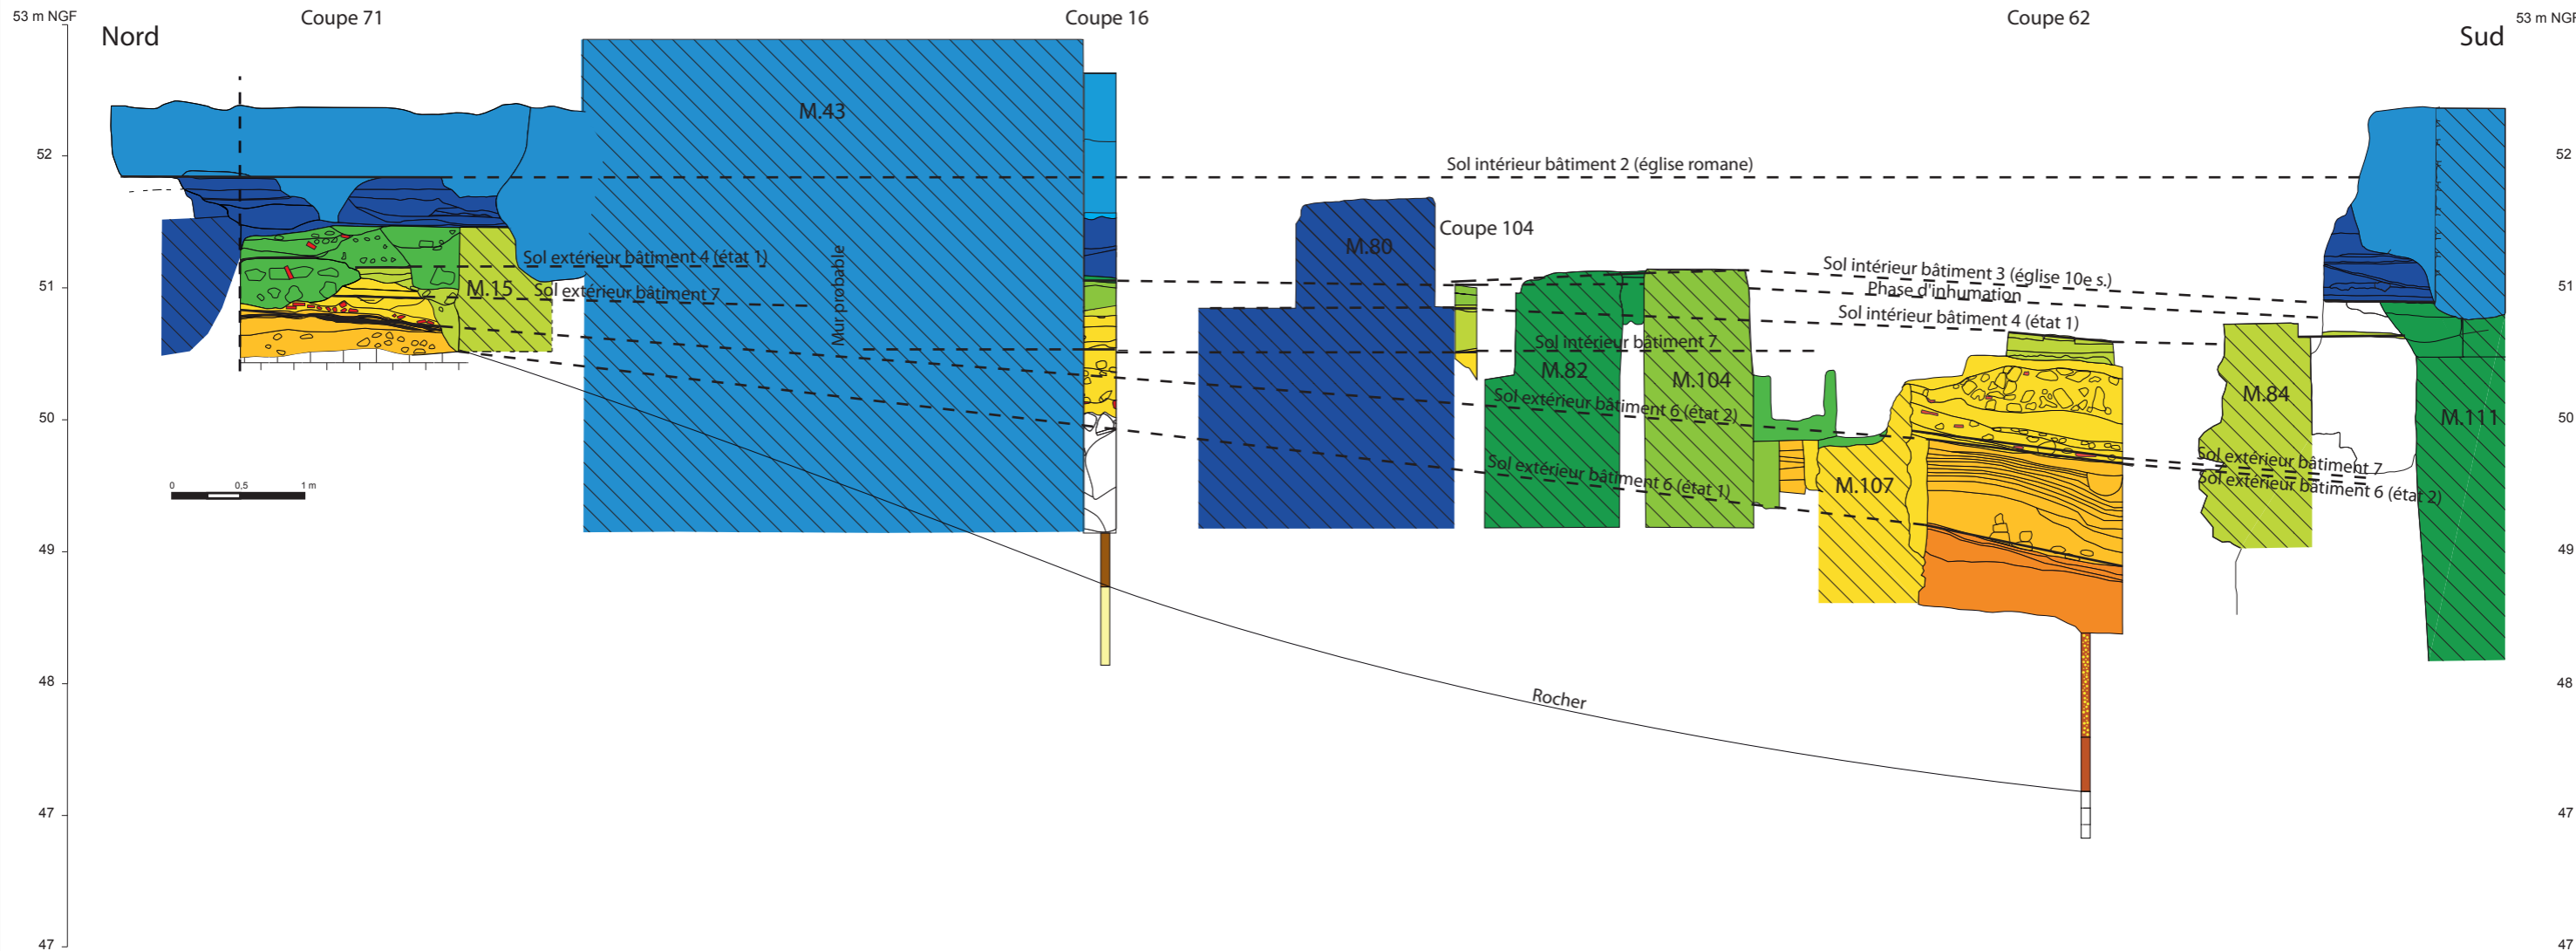 53 m NGF
Coupe 71
Coupe 16
Coupe 62
53 m NGF
Nord
Sud
M.43
52
52
Sol intérieur bâtiment 2 (église romane)
Coupe 104
M.80
Sol extérieur bâtiment 4 (état 1)
Sol intérieur bâtiment 3 (église 10e s.)
51
51
M.15
Sol extérieur bâtiment 7
Phase d'inhumation
Mur probable
Sol intérieur bâtiment 4 (état 1)
Sol intérieur bâtiment 7
M.82
M.104
M.84
Sol extérieur bâtiment 6 (état 2)
50
50
M.111
Sol extérieur bâtiment 7
Sol extérieur bâtiment 6 (état 1)
M.107
Sol extérieur bâtiment 6 (état 2)
0
0,5
1 m
49
49
48
48
Rocher
47
47
47
47